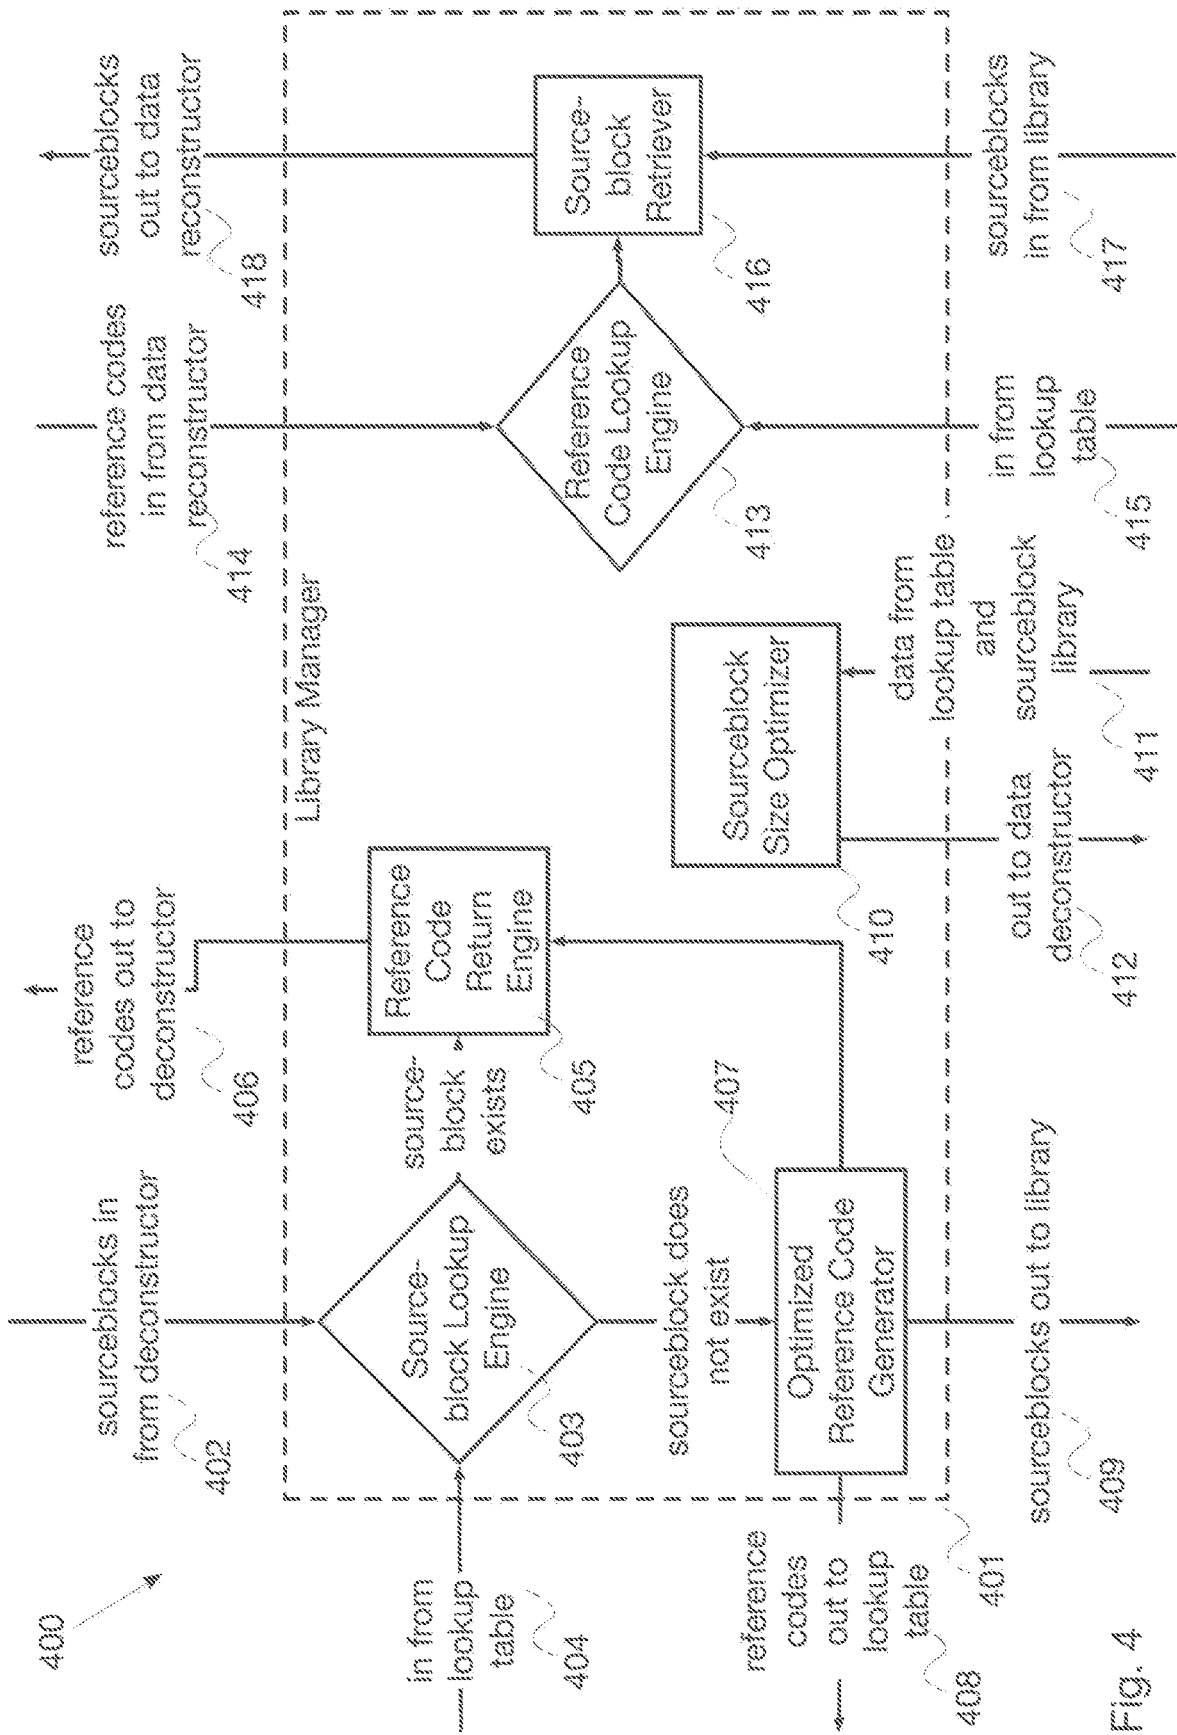 400
sourceblocks in
from deconstructor
402
reference
codes out to
deconstructor
406
reference codes
in from data
reconstructor
414
sourceblocks
out to data
reconstructor
418
Library Manager
in from
lookup
table
404
Source-
block Lookup
Engine
403
source-
block
exists
Reference
Code
Return
Engine
405
Reference
Code Lookup
Engine
413
Source-
block
Retriever
416
sourceblock does
not exist
407
Sourceblock
Size Optimizer
410
reference
codes
out to
lookup
table
408
Optimized
Reference Code
Generator
401
sourceblocks out to library
409
out to data
deconstructor
412
data from
lookup table
and
sourceblock
library
411
in from
lookup
table
415
sourceblocks
in from library
417
Fig. 4